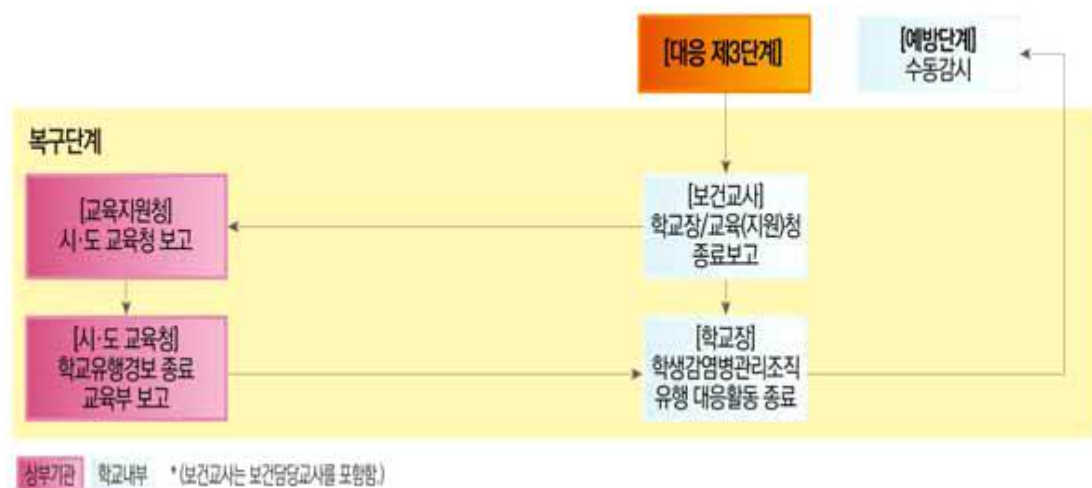 [대응 제3단계]
[예방단계]
수동감시
복구단계
[교육지원청]
시·도 교육청 보고
[보건교사]
학교장/교육(지원)청
종료보고
[시·도 교육청]
학교유행경보 종료
교육부 보고
[학교장]
학생감염병관리조직
유행 대응활동 종료
상부기관
학교내부
* (보건교사는 보건담당교사를 포함함.)